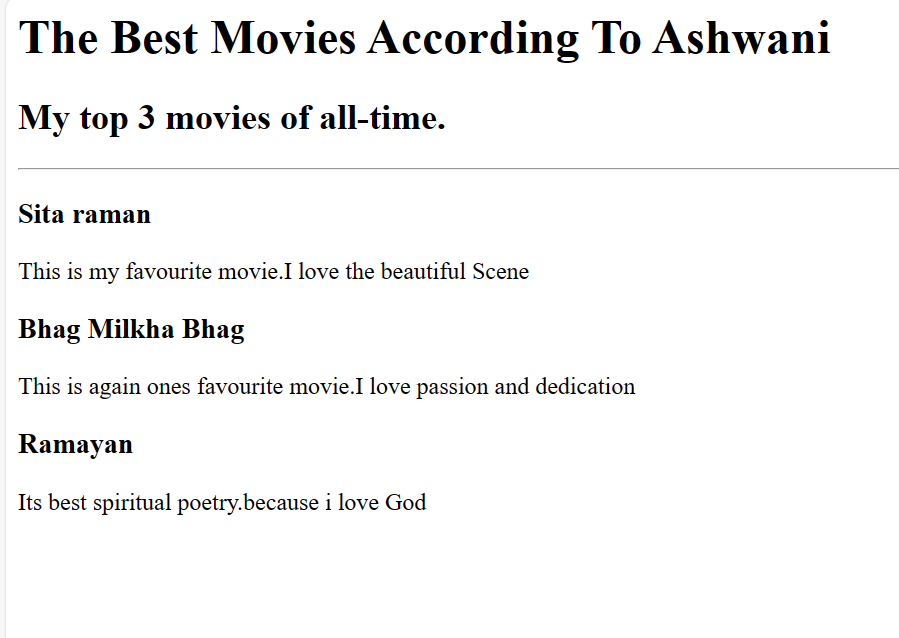 The Best Movies According To Ashwani
My top 3 movies of all-time.
Sita raman
This is my favourite movie.I love the beautiful Scene
Bhag Milkha Bhag
This is again ones favourite movie.I love passion and dedication
Ramayan
Its best spiritual poetry.because i love God